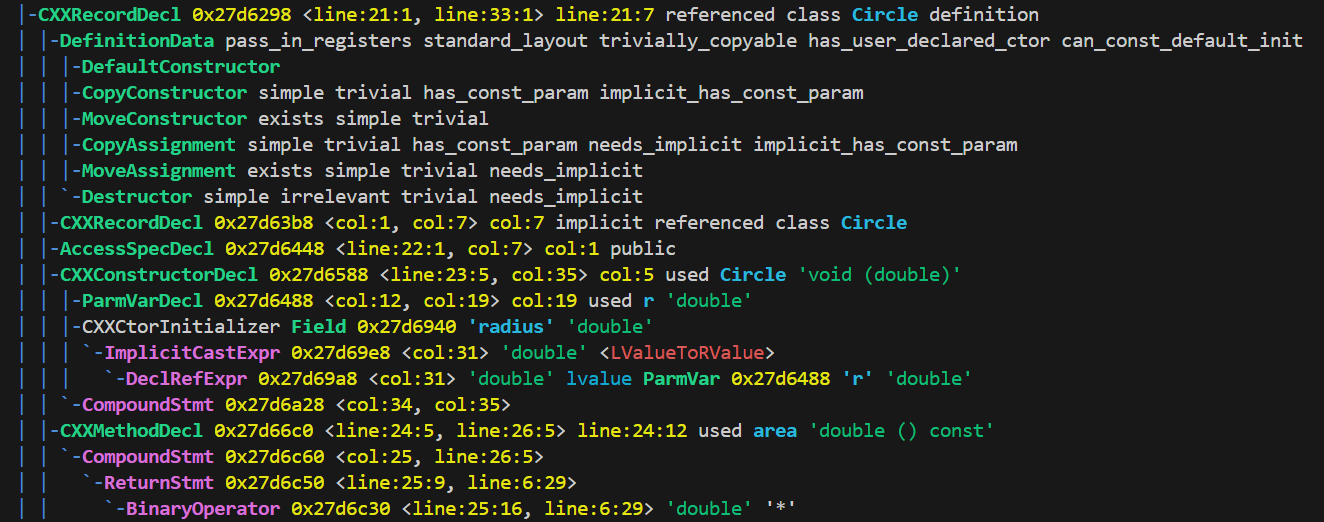 |-CXXRecordDecl 0x27d6298 <line:21:1, line:33:1> line:21:7 referenced class Circle definition
| |-DefinitionData pass_in_registers standard_layout trivially_copyable has_user_declared_ctor can_const_default_init
| | |-DefaultConstructor
| | |-CopyConstructor simple trivial has_const_param implicit_has_const_param
| | |-MoveConstructor exists simple trivial
| | |-CopyAssignment simple trivial has_const_param needs_implicit implicit_has_const_param
| | |-MoveAssignment exists simple trivial needs_implicit
| | `-Destructor simple irrelevant trivial needs_implicit
| |-CXXRecordDecl 0x27d63b8 <col:1, col:7> col:7 implicit referenced class Circle
| |-AccessSpecDecl 0x27d6448 <line:22:1, col:7> col:1 public
| |-CXXConstructorDecl 0x27d6588 <line:23:5, col:35> col:5 used Circle 'void (double)'
| | |-ParmVarDecl 0x27d6488 <col:12, col:19> col:19 used r 'double'
| | |-CXXCtorInitializer Field 0x27d6940 'radius' 'double'
| | | `-ImplicitCastExpr 0x27d69e8 <col:31> 'double' <LValueToRValue>
| | |   `-DeclRefExpr 0x27d69a8 <col:31> 'double' lvalue ParmVar 0x27d6488 'r' 'double'
| | `-CompoundStmt 0x27d6a28 <col:34, col:35>
| |-CXXMethodDecl 0x27d66c0 <line:24:5, line:26:5> line:24:12 used area 'double () const'
| | `-CompoundStmt 0x27d6c60 <col:25, line:26:5>
| |   `-ReturnStmt 0x27d6c50 <line:25:9, line:6:29>
| |     `-BinaryOperator 0x27d6c30 <line:25:16, line:6:29> 'double' '*'